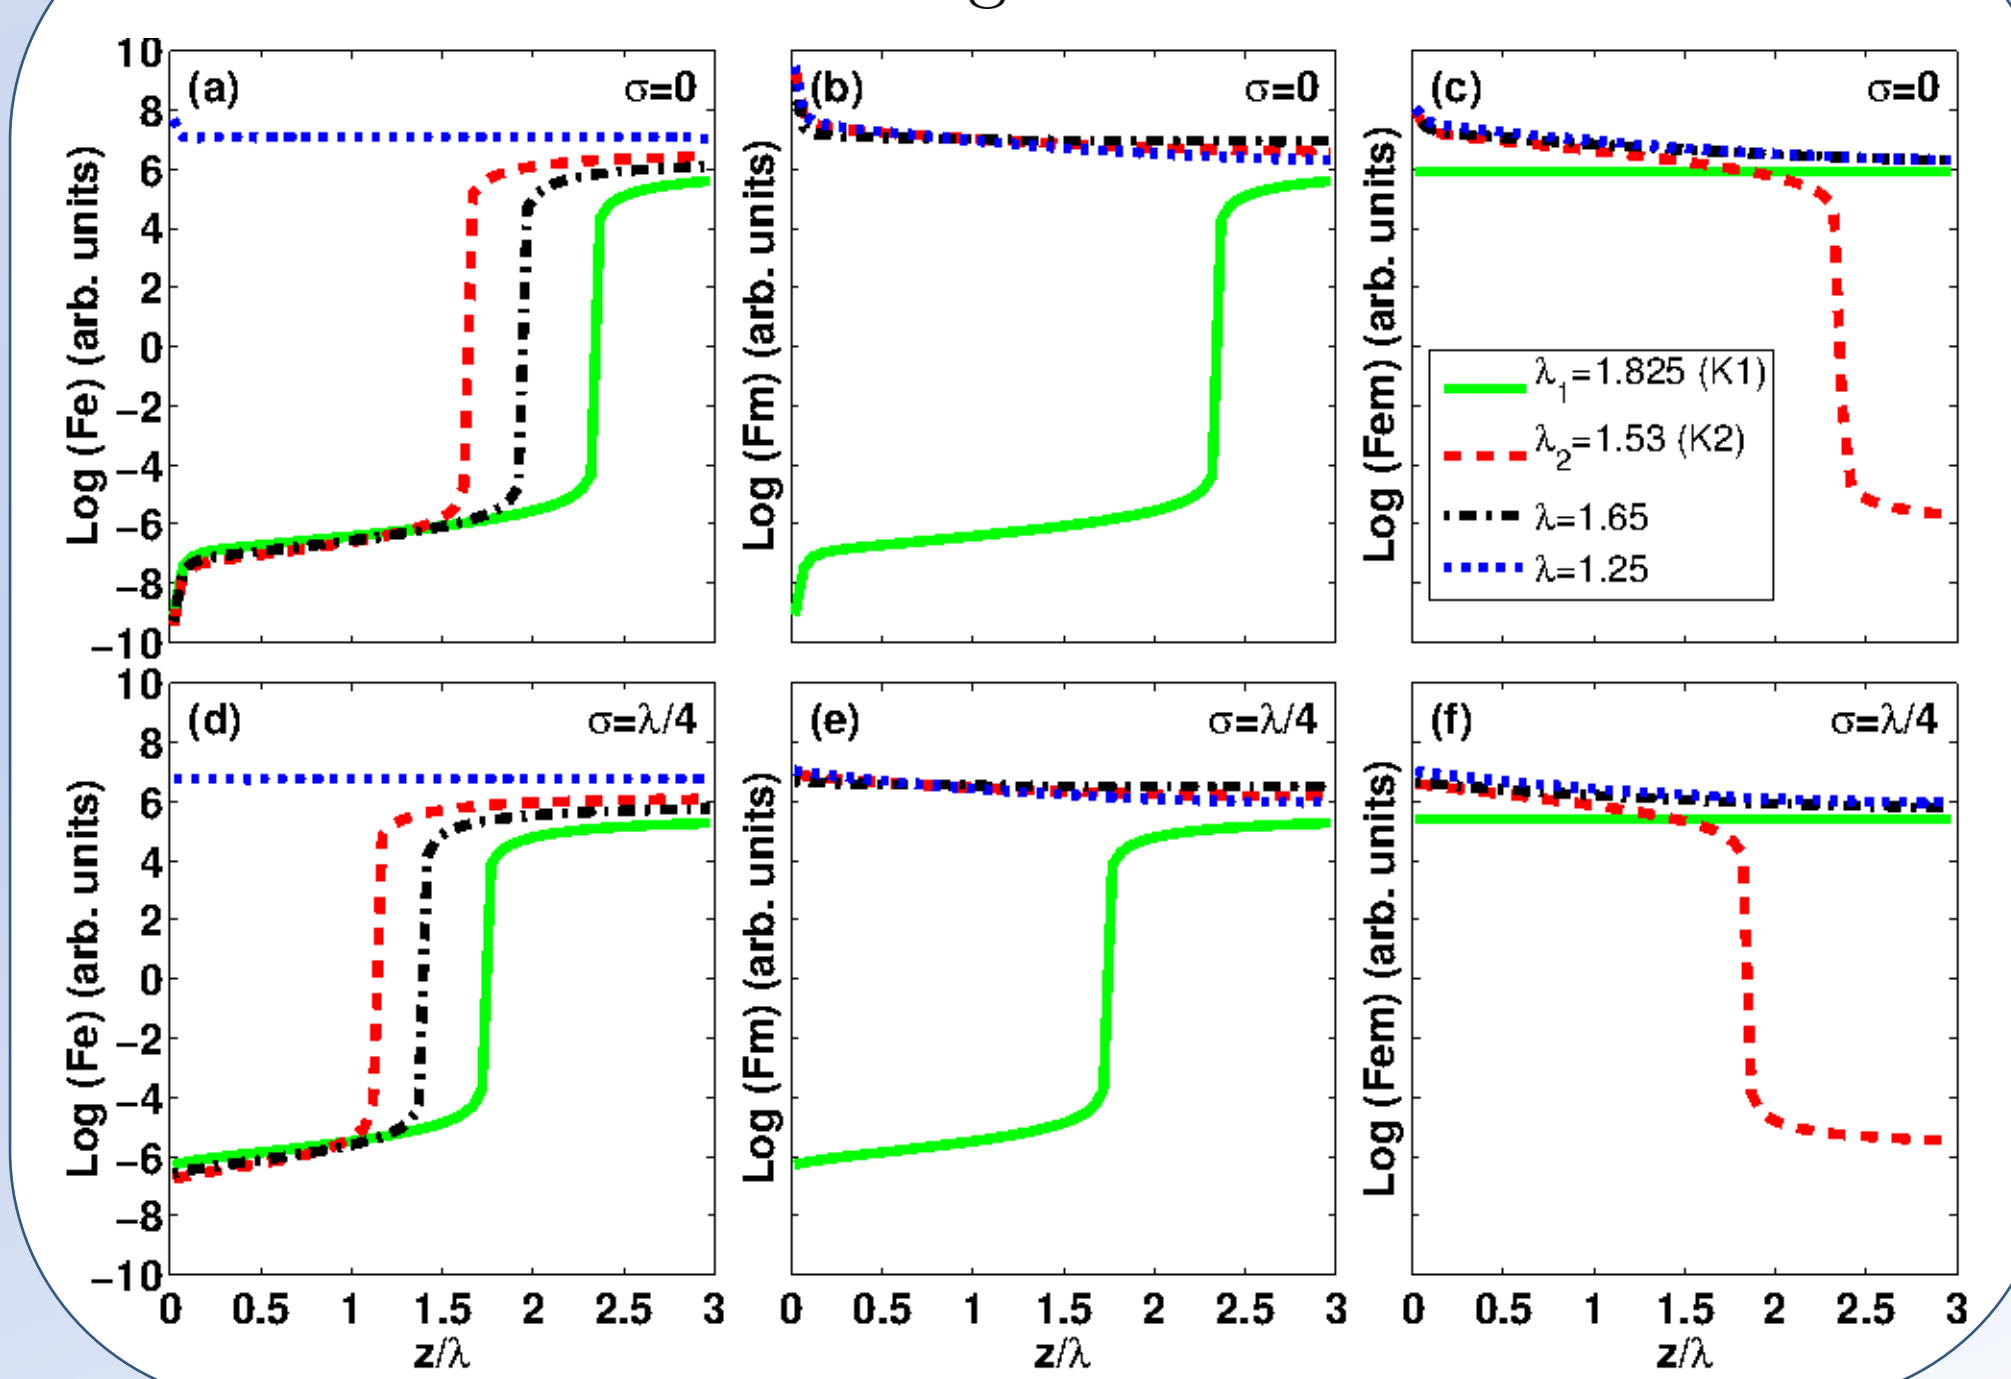 g
(a) σ=0
(b) σ=0
(c) σ=0
10
8
6
4
2
0
−2
−4
−6
−8
−10
Log (Fe) (arb. units)
Log (Fm) (arb. units)
Log (Fem) (arb. units)
λ1=1.825 (K1)
λ2=1.53 (K2)
λ=1.65
λ=1.25
(d) σ=λ/4
(e) σ=λ/4
(f) σ=λ/4
10
8
6
4
2
0
−2
−4
−6
−8
−10
Log (Fe) (arb. units)
Log (Fm) (arb. units)
Log (Fem) (arb. units)
0 0.5 1 1.5 2 2.5 3
0 0.5 1 1.5 2 2.5 3
0 0.5 1 1.5 2 2.5 3
z/λ
z/λ
z/λ